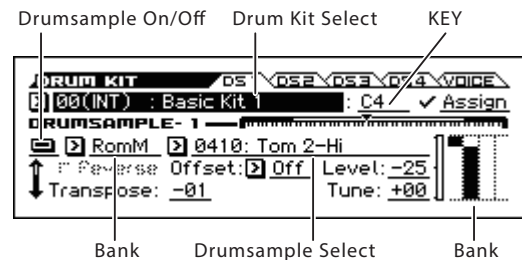 Drumsample On/Off Drum Kit Select KEY
DRUM KIT DS1 DS2 DS3 DS4 VOICE
00(INT) : Basic Kit 1 : C4 Assign
DRUMSAMPLE- 1
RomM 0410: Tom 2-Hi
Reverse Offset: Off Level: -25
Transpose: -01 Tune: +00
Bank Drumsample Select Bank